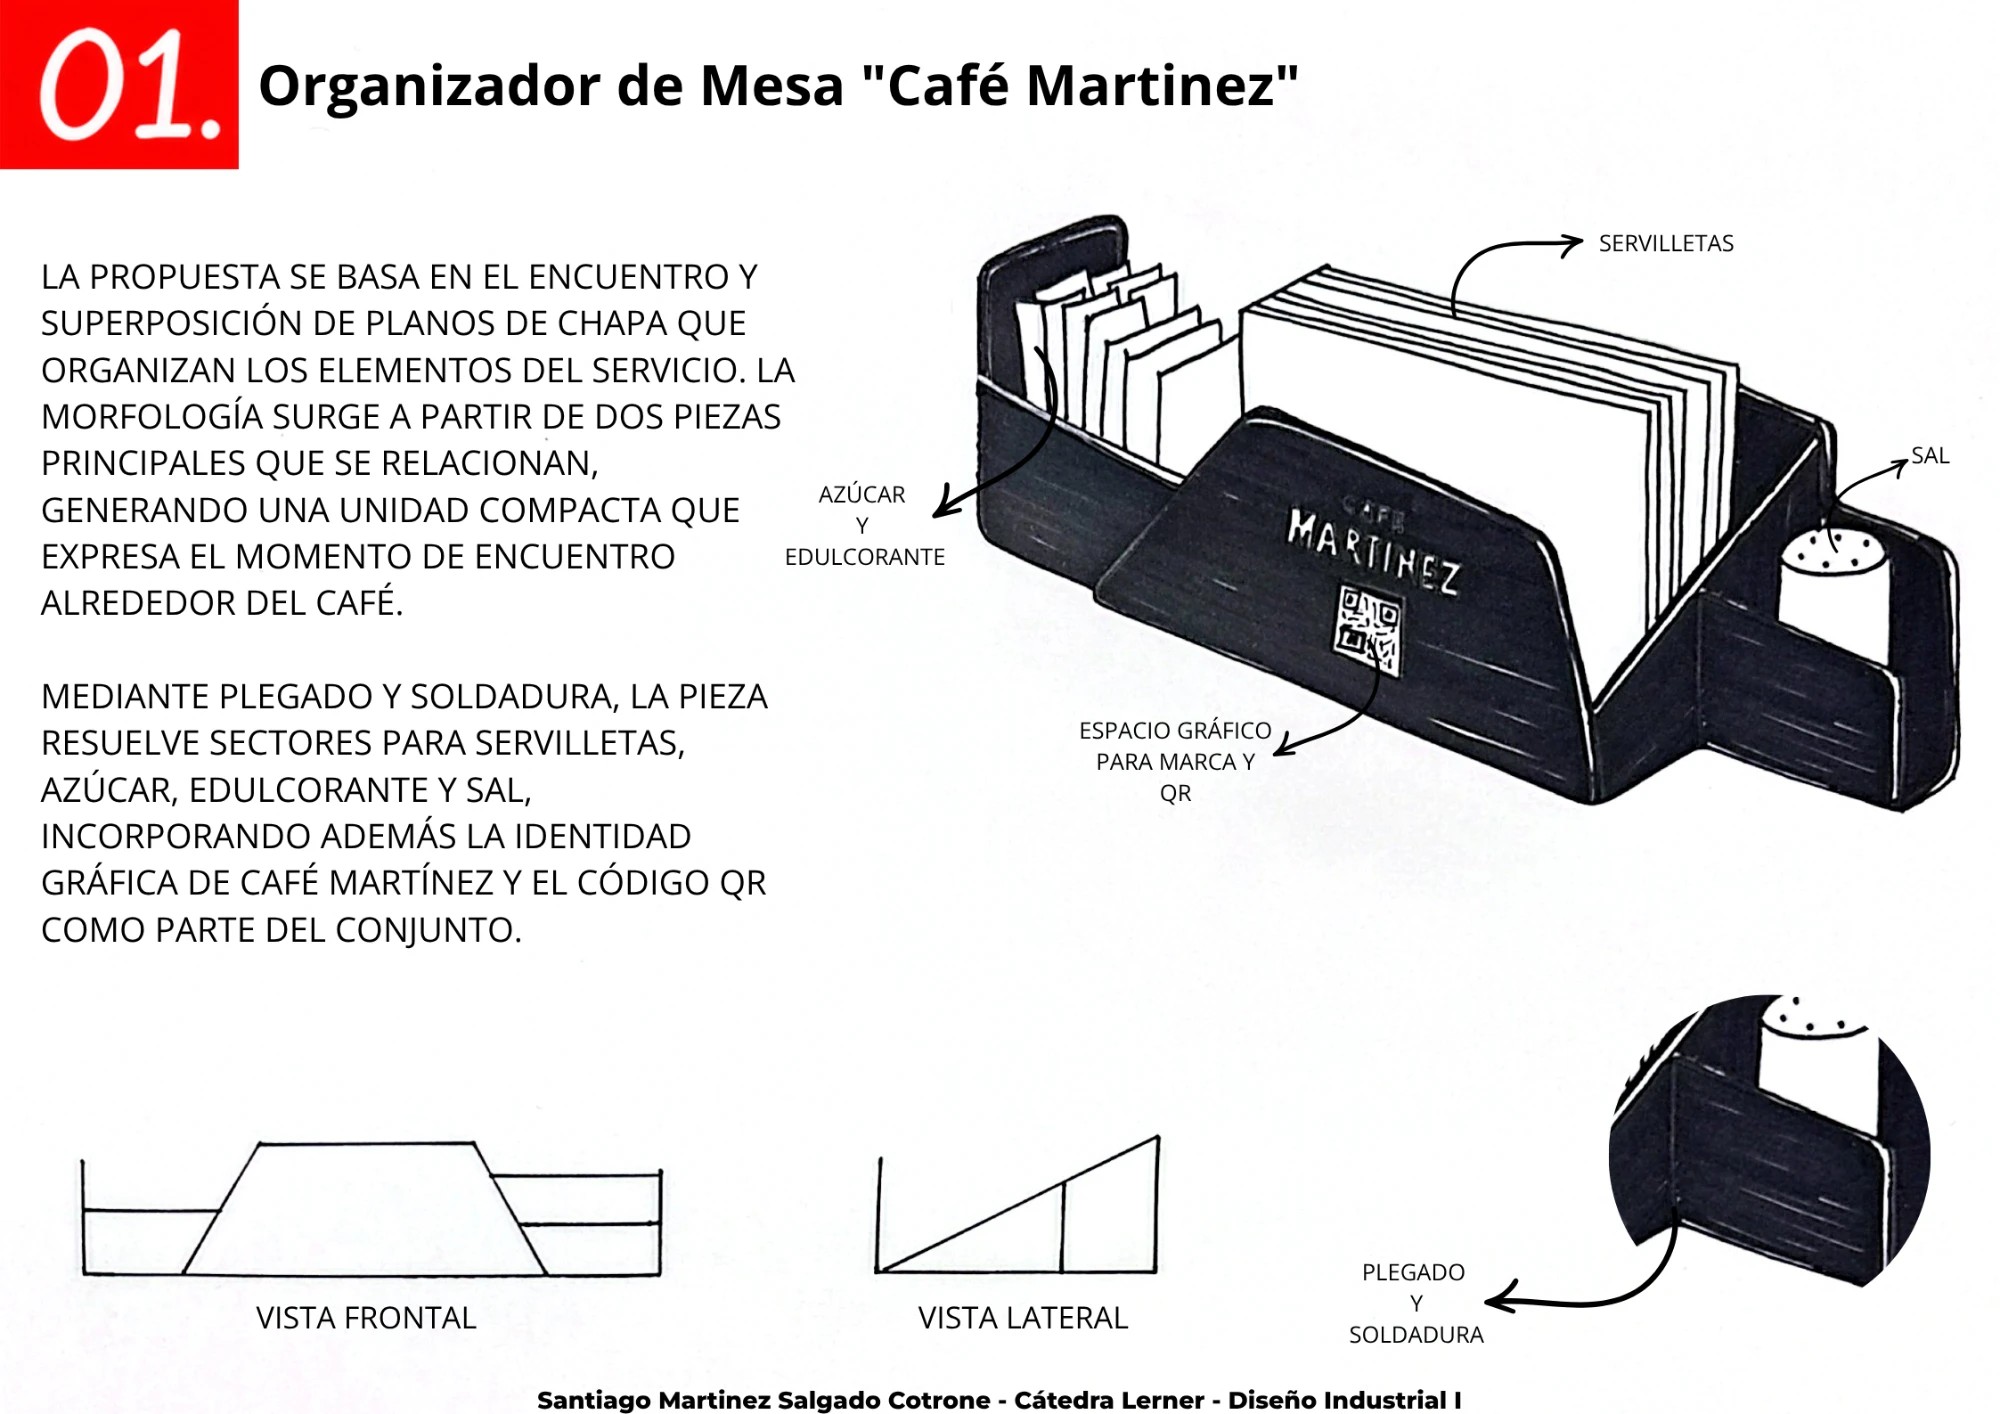 01.
Organizador de Mesa "Café Martinez"
LA PROPUESTA SE BASA EN EL ENCUENTRO Y
SUPERPOSICIÓN DE PLANOS DE CHAPA QUE
ORGANIZAN LOS ELEMENTOS DEL SERVICIO. LA
MORFOLOGÍA SURGE A PARTIR DE DOS PIEZAS
PRINCIPALES QUE SE RELACIONAN,
GENERANDO UNA UNIDAD COMPACTA QUE
EXPRESA EL MOMENTO DE ENCUENTRO
ALREDEDOR DEL CAFÉ.
MEDIANTE PLEGADO Y SOLDADURA, LA PIEZA
RESUELVE SECTORES PARA SERVILLETAS,
AZÚCAR, EDULCORANTE Y SAL,
INCORPORANDO ADEMÁS LA IDENTIDAD
GRÁFICA DE CAFÉ MARTÍNEZ Y EL CÓDIGO QR
COMO PARTE DEL CONJUNTO.
SERVILLETAS
SAL
AZÚCAR
Y
EDULCORANTE
CAFE
MARTINEZ
ESPACIO GRÁFICO
PARA MARCA Y
QR
VISTA FRONTAL
VISTA LATERAL
PLEGADO
Y
SOLDADURA
Santiago Martinez Salgado Cotrone - Cátedra Lerner - Diseño Industrial I